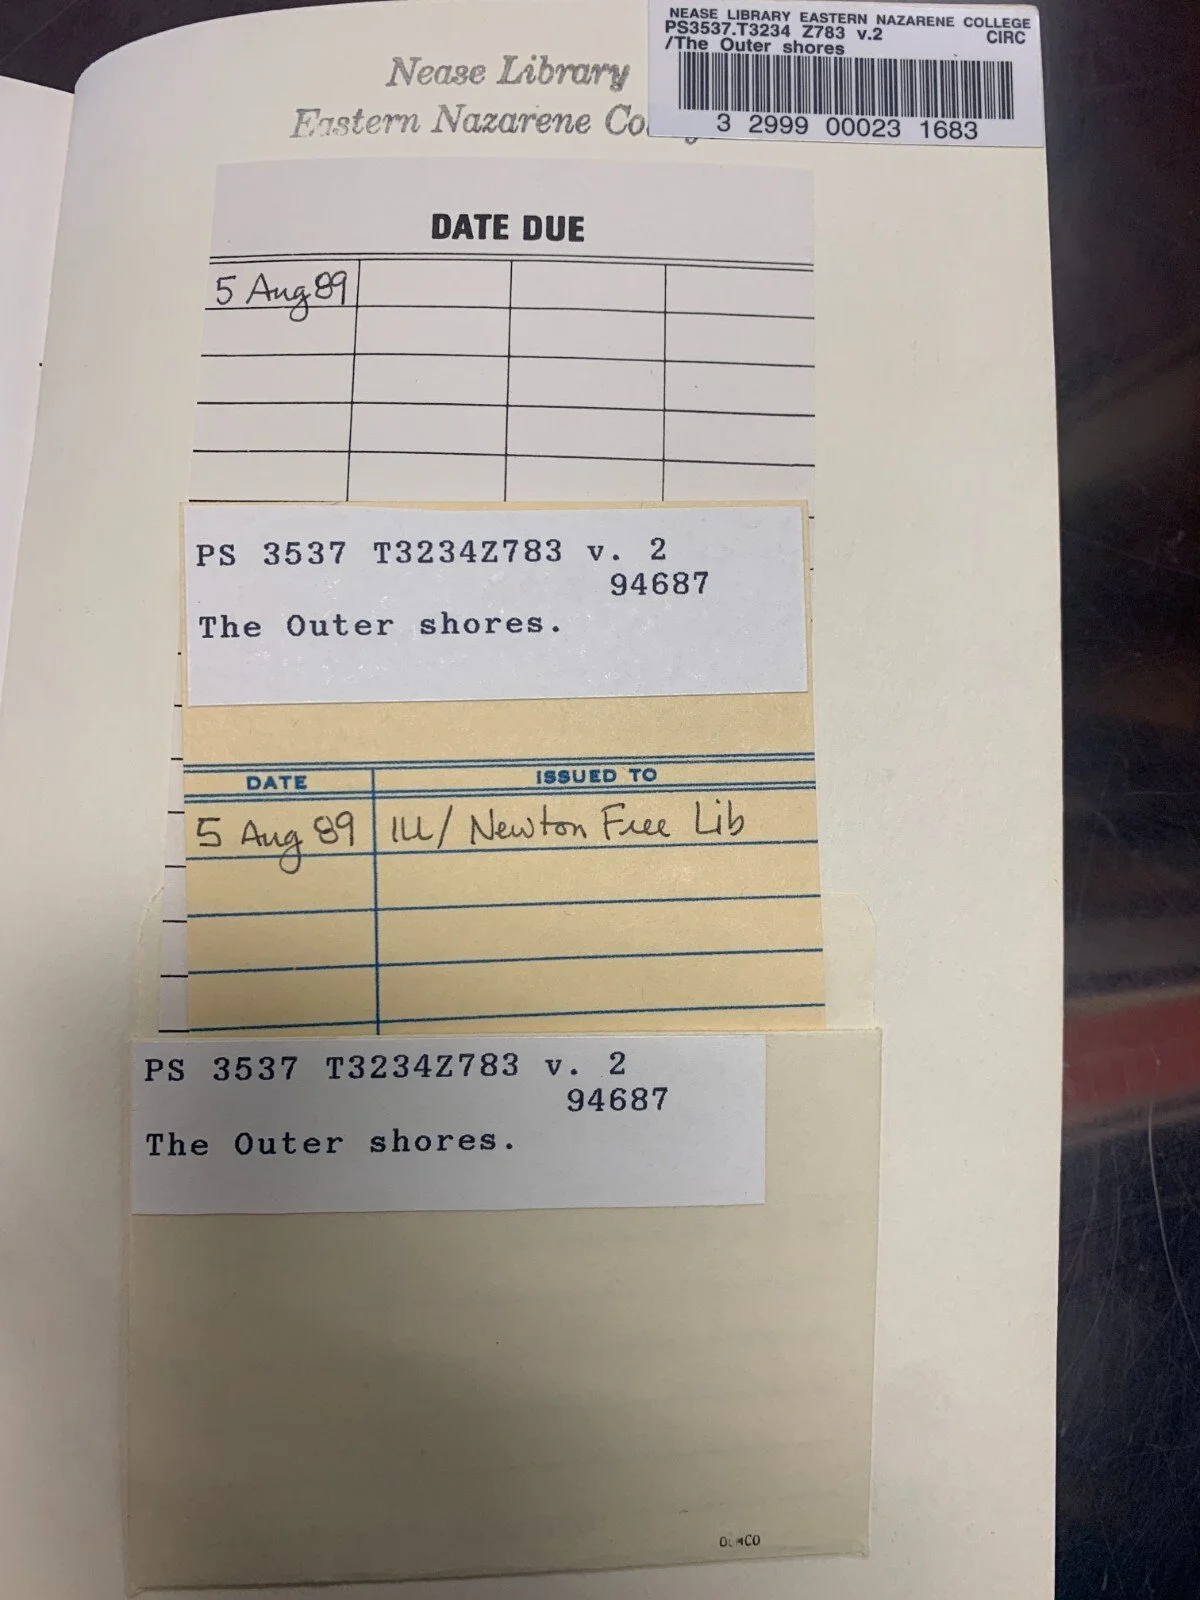 NEASE LIBRARY EASTERN NAZARENE COLLEGE
PS3537.T3234 Z783 v.2 CIRC
/The Outer shores
3 2999 00023 1683
Nease Library
Eastern Nazarene Co
DATE DUE
5 Aug 89
PS 3537 T3234Z783 v. 2
94687
The Outer shores.
DATE ISSUED TO
5 Aug 89 ILL/ Newton Free Lib
PS 3537 T3234Z783 v. 2
94687
The Outer shores.